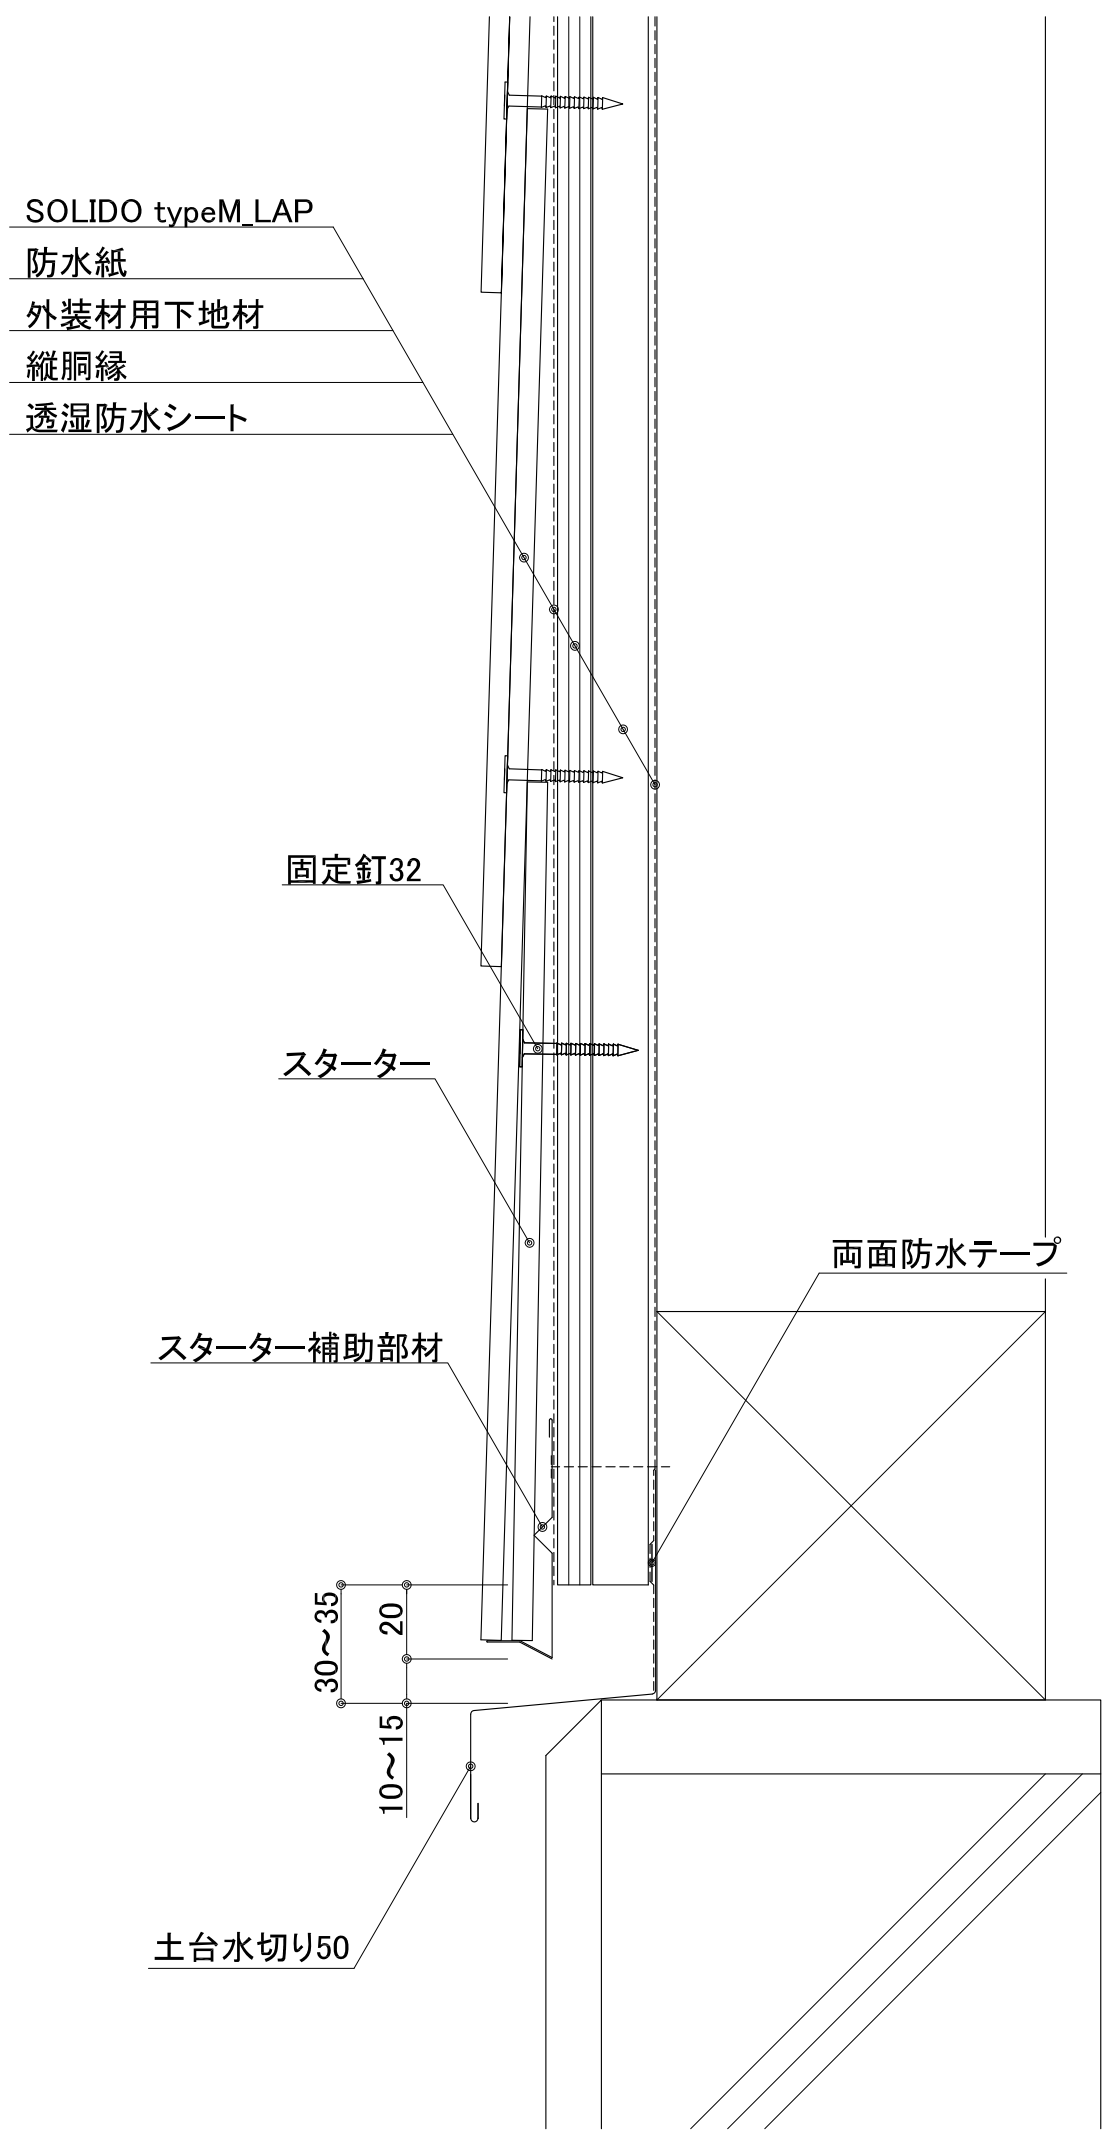 SOLIDO typeM_LAP
防水紙
外装材用下地材
縦胴縁
透湿防水シート
固定釘32
スターター
両面防水テープ
スターター補助部材
30～35
20
10～15
土台水切り50